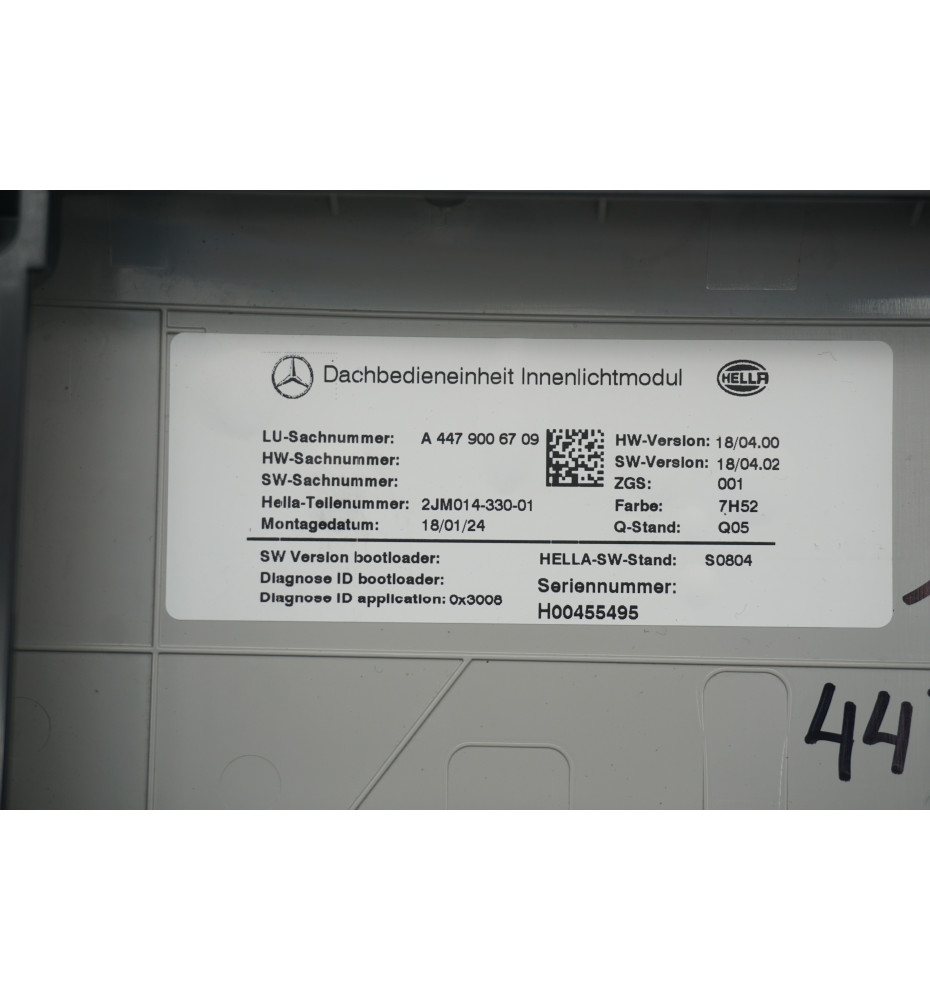 Dachbedieneinheit Innenlichtmodul HELLA
LU-Sachnummer: A 447 900 67 09 HW-Version: 18/04.00
HW-Sachnummer: SW-Version: 18/04.02
SW-Sachnummer: ZGS: 001
Hella-Teilenummer: 2JM014-330-01 Farbe: 7H52
Montagedatum: 18/01/24 Q-Stand: Q05
SW Version bootloader: HELLA-SW-Stand: S0804
Diagnose ID bootloader: Seriennummer:
Diagnose ID application: 0x3006 H00455495
44